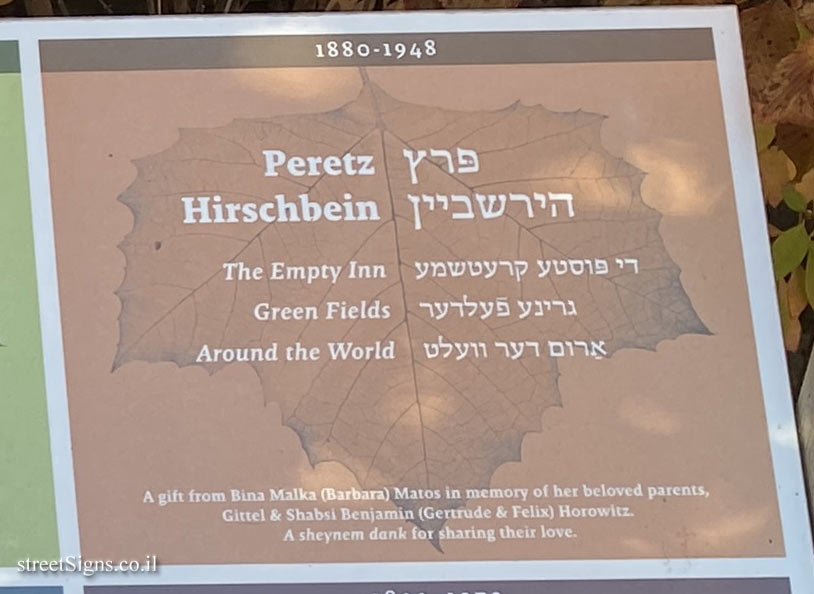 1880-1948
Peretz פּרץ
Hirschbein הירשביין
The Empty Inn די פּוסטע קרעטשמע
Green Fields גרינע פֿעלדער
Around the World אַרום דער וועלט
A gift from Bina Malka (Barbara) Matos in memory of her beloved parents,
Gittel & Shabsi Benjamin (Gertrude & Felix) Horowitz.
A sheynem dank for sharing their love.
streetSigns.co.il